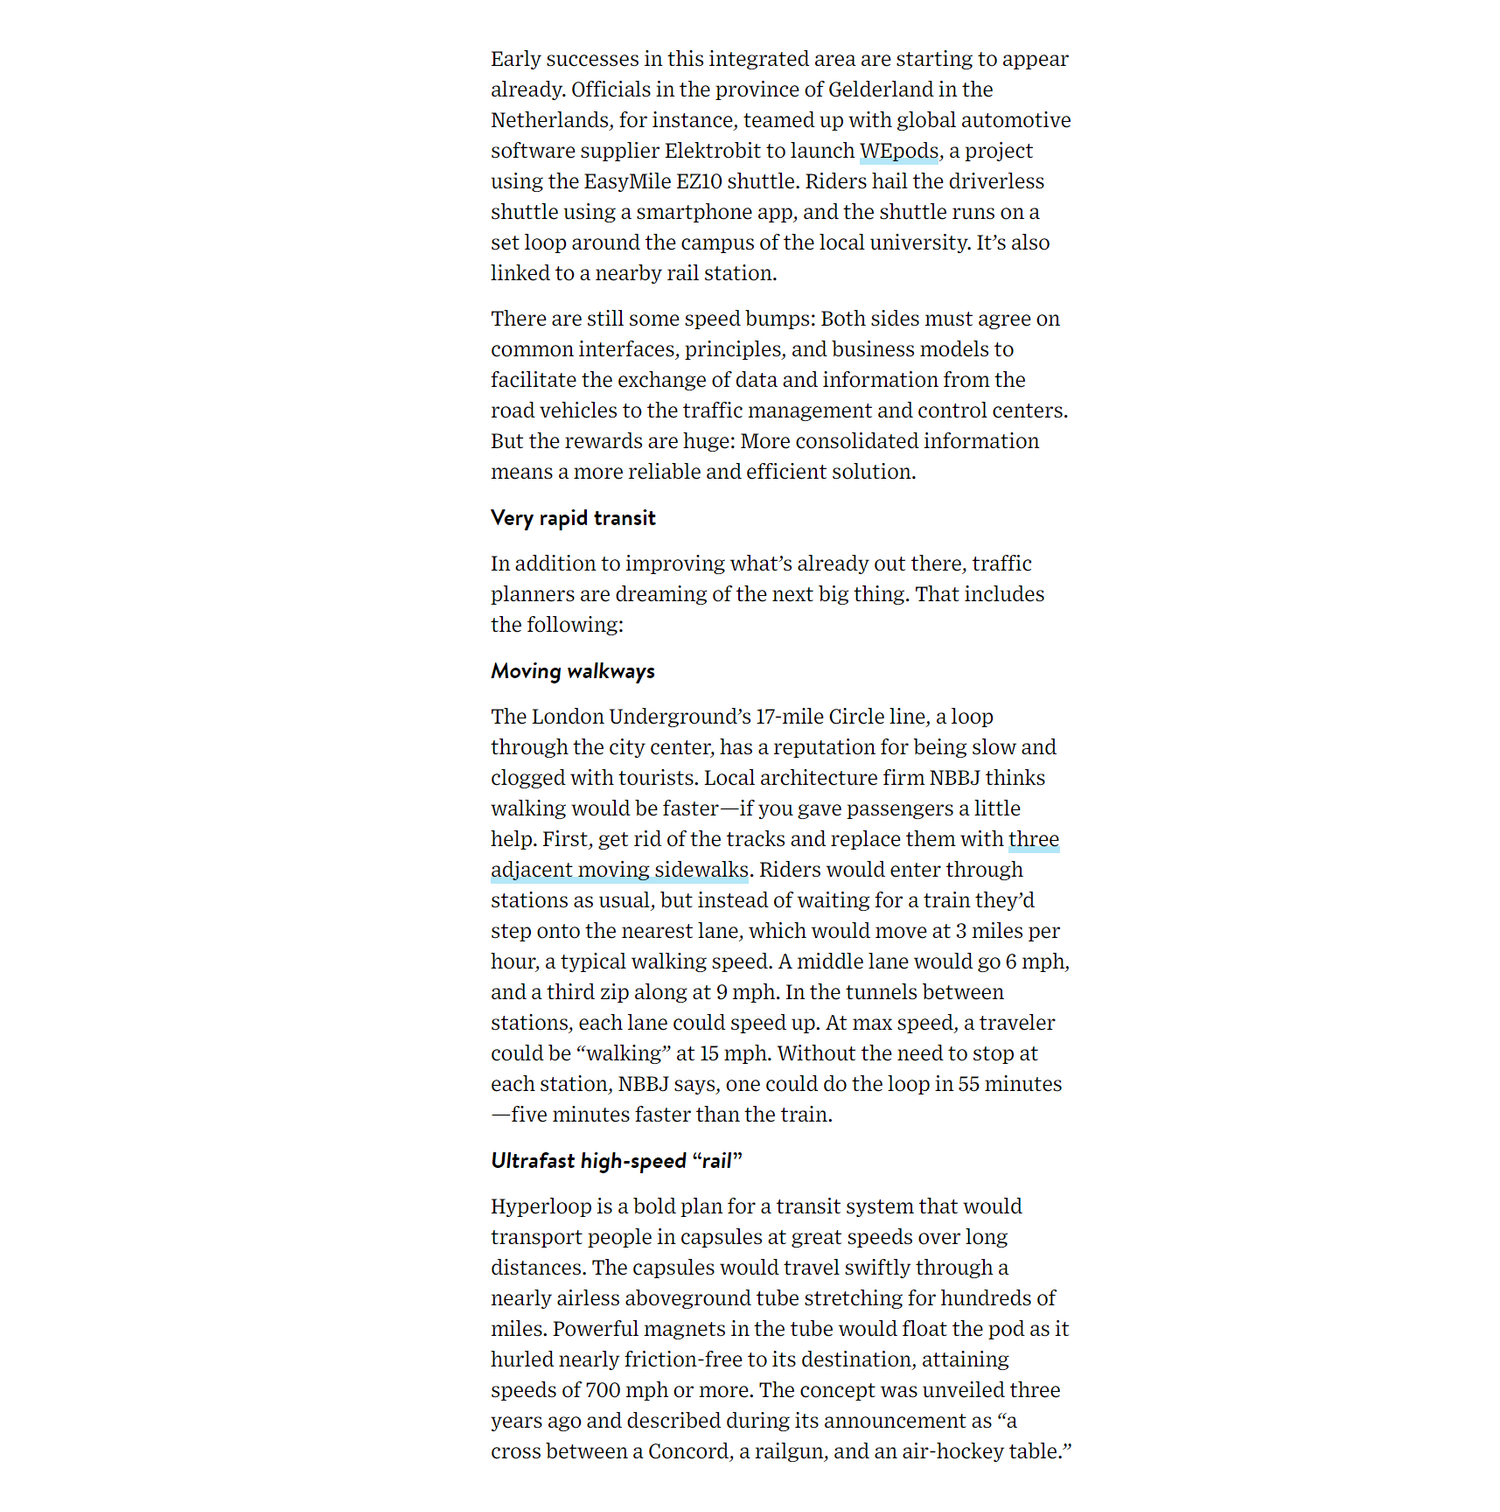 Early successes in this integrated area are starting to appear
already. Officials in the province of Gelderland in the
Netherlands, for instance, teamed up with global automotive
software supplier Elektrobit to launch WEpods, a project
using the EasyMile EZ10 shuttle. Riders hail the driverless
shuttle using a smartphone app, and the shuttle runs on a
set loop around the campus of the local university. It’s also
linked to a nearby rail station.
There are still some speed bumps: Both sides must agree on
common interfaces, principles, and business models to
facilitate the exchange of data and information from the
road vehicles to the traffic management and control centers.
But the rewards are huge: More consolidated information
means a more reliable and efficient solution.
Very rapid transit
In addition to improving what’s already out there, traffic
planners are dreaming of the next big thing. That includes
the following:
Moving walkways
The London Underground’s 17-mile Circle line, a loop
through the city center, has a reputation for being slow and
clogged with tourists. Local architecture firm NBBJ thinks
walking would be faster—if you gave passengers a little
help. First, get rid of the tracks and replace them with three
adjacent moving sidewalks. Riders would enter through
stations as usual, but instead of waiting for a train they’d
step onto the nearest lane, which would move at 3 miles per
hour, a typical walking speed. A middle lane would go 6 mph,
and a third zip along at 9 mph. In the tunnels between
stations, each lane could speed up. At max speed, a traveler
could be “walking” at 15 mph. Without the need to stop at
each station, NBBJ says, one could do the loop in 55 minutes
—five minutes faster than the train.
Ultrafast high-speed “rail”
Hyperloop is a bold plan for a transit system that would
transport people in capsules at great speeds over long
distances. The capsules would travel swiftly through a
nearly airless aboveground tube stretching for hundreds of
miles. Powerful magnets in the tube would float the pod as it
hurled nearly friction-free to its destination, attaining
speeds of 700 mph or more. The concept was unveiled three
years ago and described during its announcement as “a
cross between a Concord, a railgun, and an air-hockey table.”